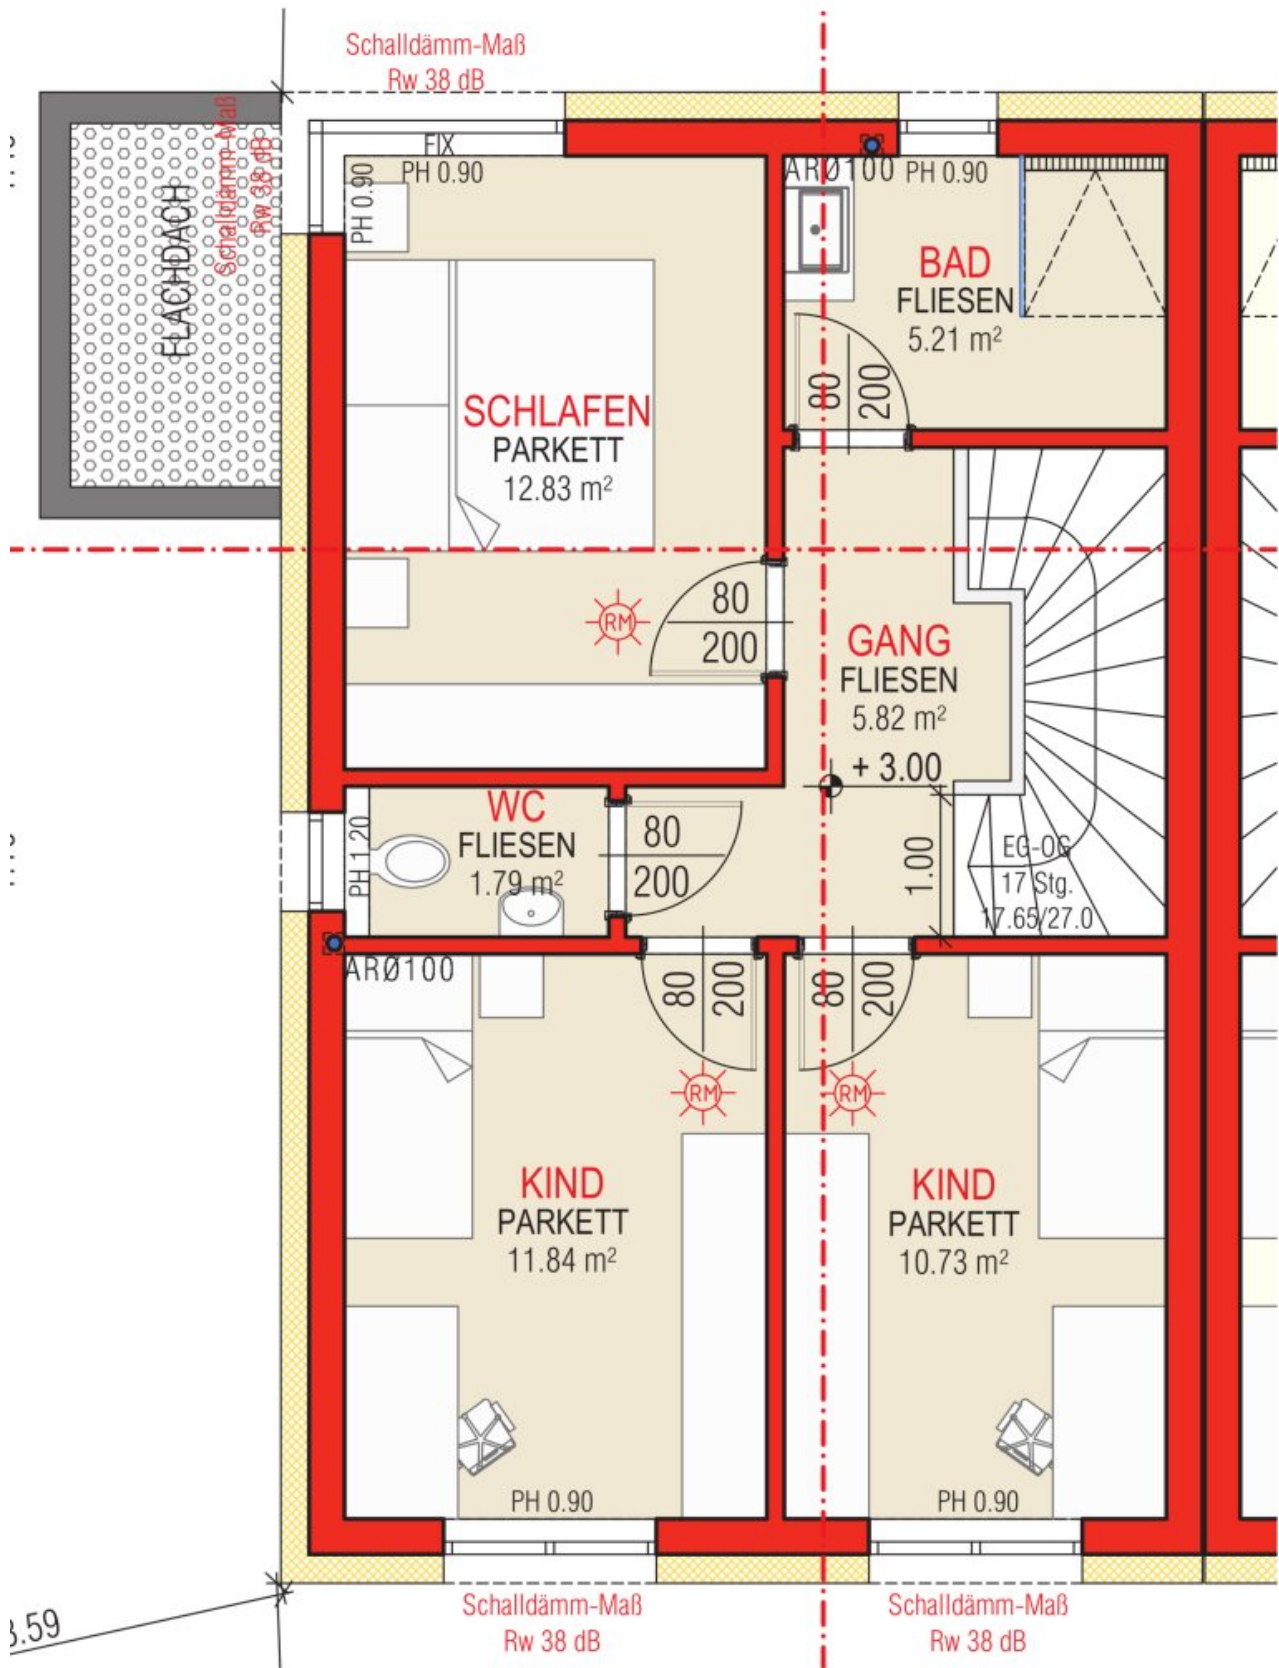 Schalldämm-Maß
Rw 38 dB
Schalldämm-Maß
Rw 38 dB
FLACHDACH
FIX
PH 0.90
PH 0.90
ARØ100
PH 0.90
BAD
FLIESEN
5.21 m²
80
200
SCHLAFEN
PARKETT
12.83 m²
RM
80
200
GANG
FLIESEN
5.82 m²
+ 3.00
WC
FLIESEN
1.79 m²
PH 1.20
80
200
1.00
EG-OG
17 Stg.
17.65/27.0
ARØ100
80
200
80
200
RM
RM
KIND
PARKETT
11.84 m²
KIND
PARKETT
10.73 m²
PH 0.90
PH 0.90
Schalldämm-Maß
Rw 38 dB
Schalldämm-Maß
Rw 38 dB
.59